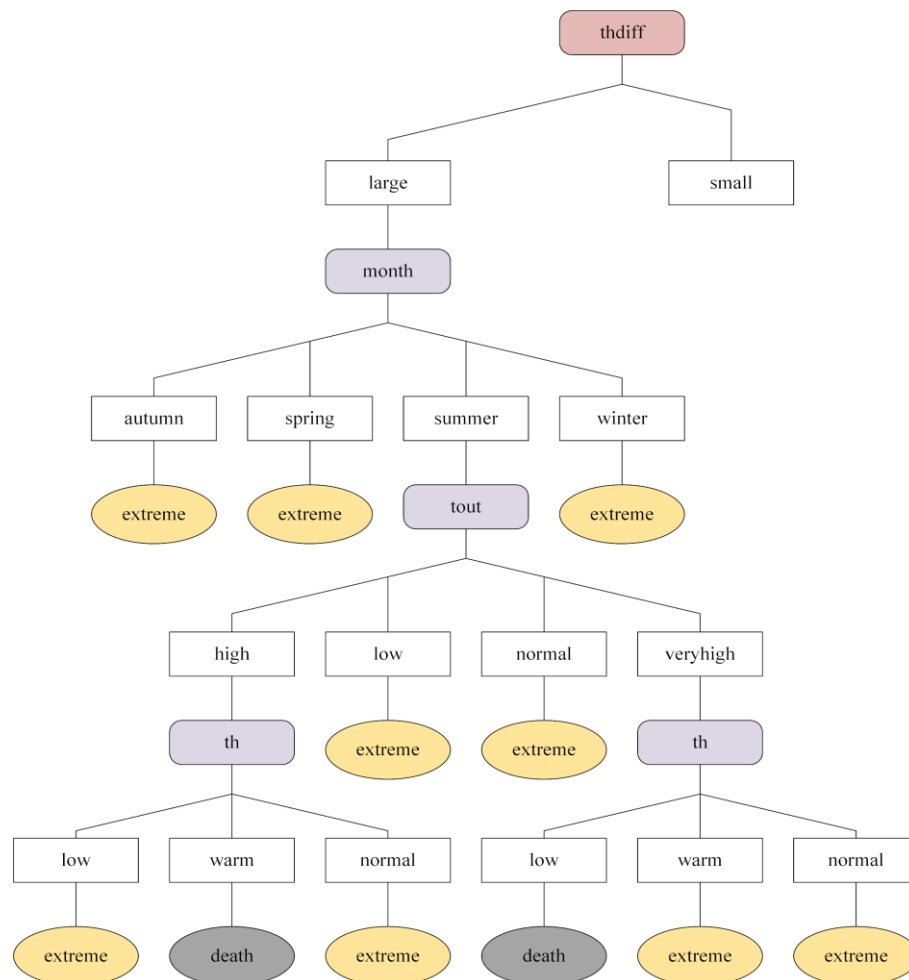 thdiff
large small
month
autumn spring summer winter
extreme extreme tout extreme
high low normal veryhigh
th extreme extreme th
low warm normal low warm normal
extreme death extreme death extreme extreme